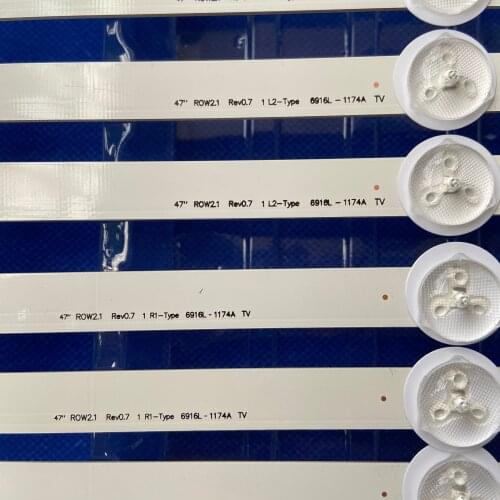 47" ROW2.1 Rev0.7 1 L2-Type 6916L-1174A TV
47" ROW2.1 Rev0.7 1 L2-Type 6916L-1174A TV
47" ROW2.1 Rev0.7 1 R1-Type 6916L-1174A TV
47" ROW2.1 Rev0.7 1 R1-Type 6916L-1174A TV